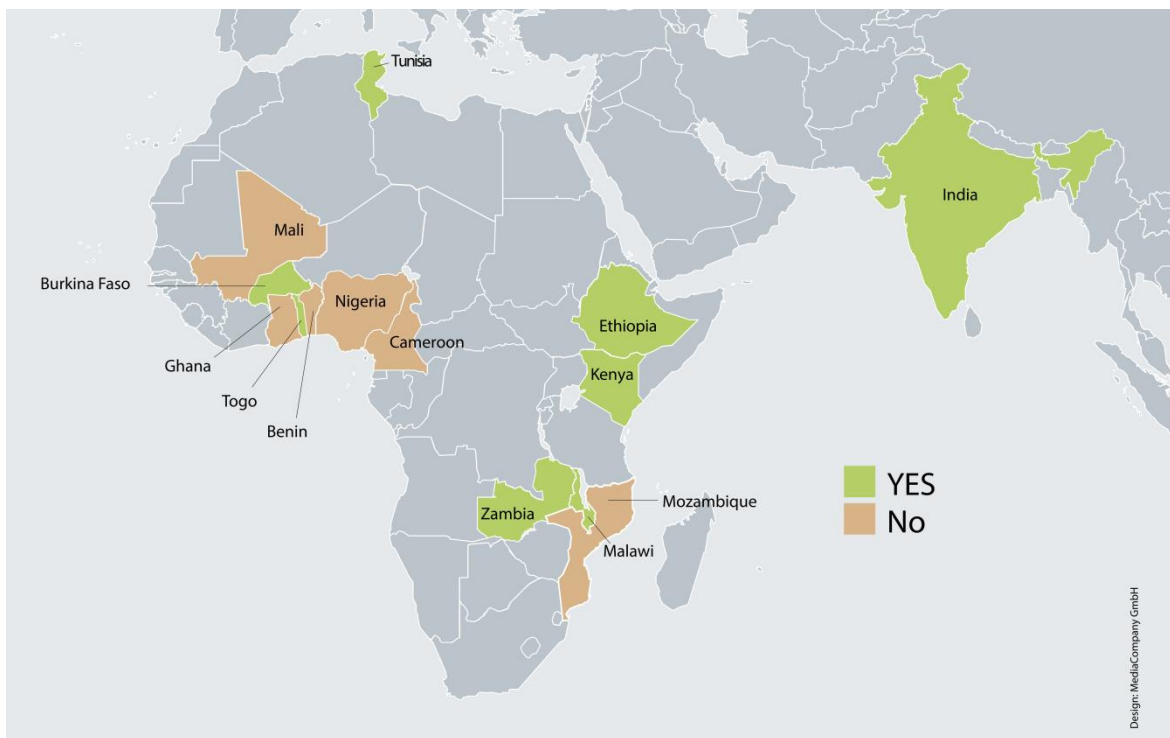 Tunisia
India
Mali
Burkina Faso
Nigeria
Ethiopia
Cameroon
Ghana
Kenya
Togo
Benin
YES
Mozambique
Zambia
No
Malawi
Design: MediaCompany GmbH